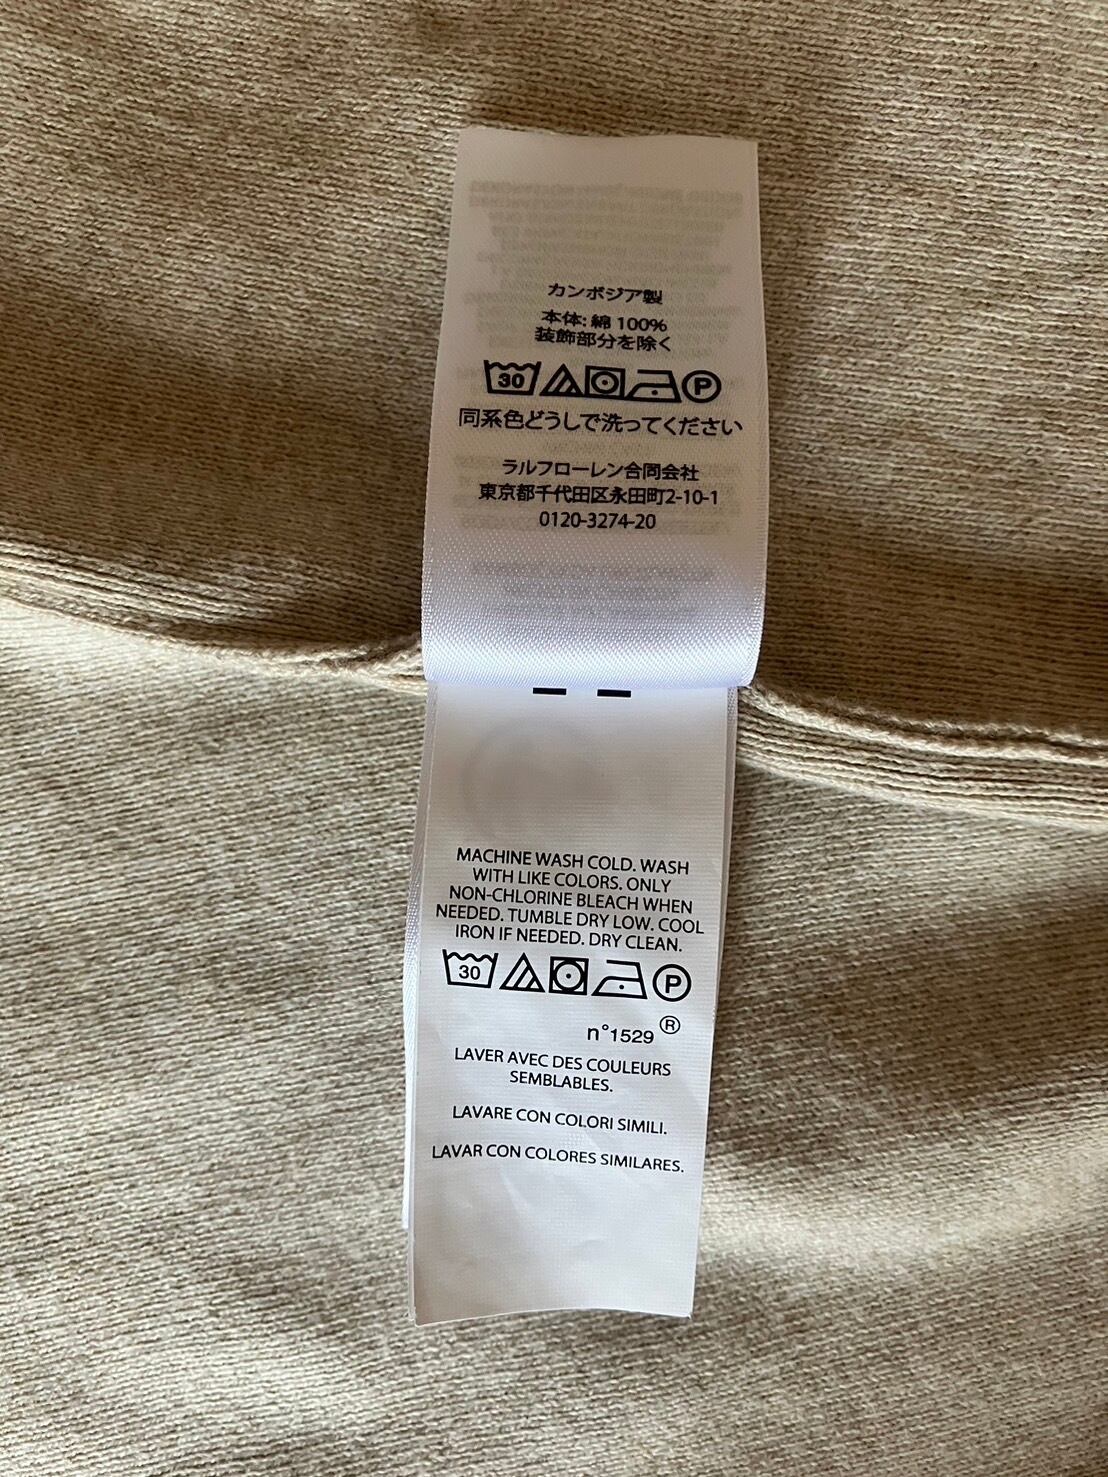 カンボジア製
本体: 綿 100%
装飾部分を除く
30 P
同系色どうしで洗ってください
ラルフローレン合同会社
東京都千代田区永田町2-10-1
0120-3274-20
MACHINE WASH COLD. WASH
WITH LIKE COLORS. ONLY
NON-CHLORINE BLEACH WHEN
NEEDED. TUMBLE DRY LOW. COOL
IRON IF NEEDED. DRY CLEAN.
30 P
n°1529 ®
LAVER AVEC DES COULEURS
SEMBLABLES.
LAVARE CON COLORI SIMILI.
LAVAR CON COLORES SIMILARES.